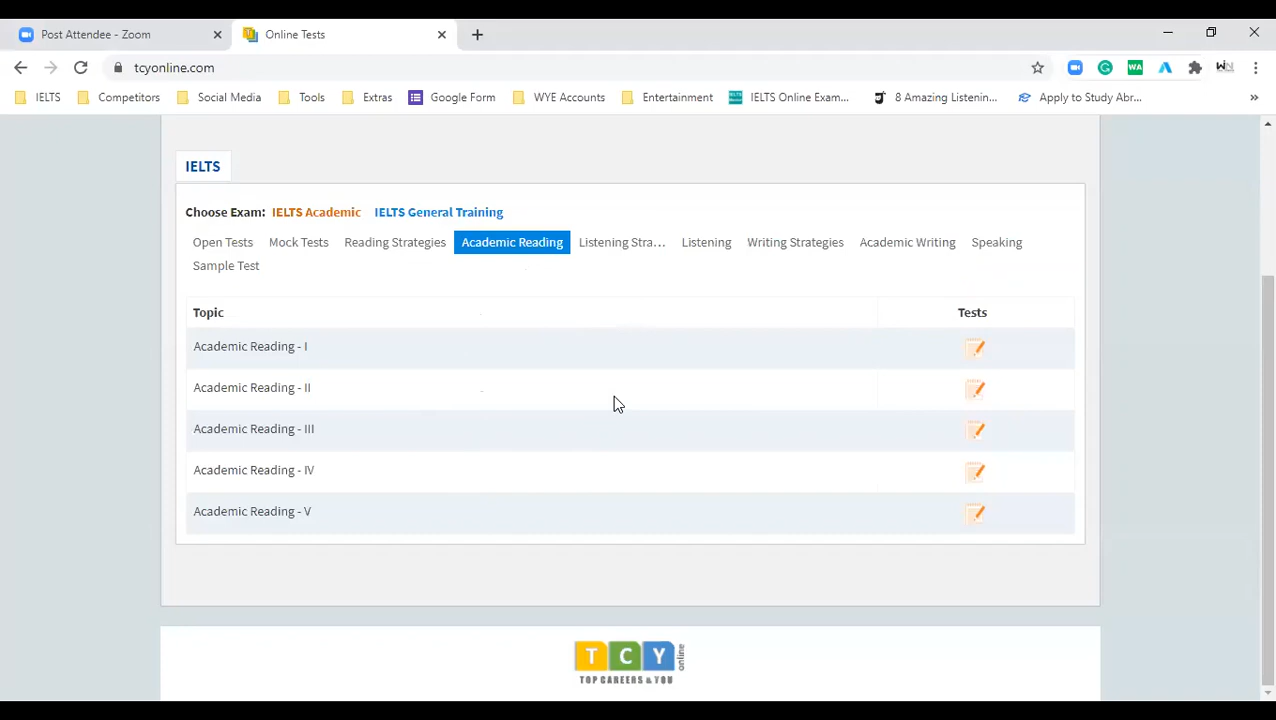 Post Attendee - Zoom
Online Tests
tcyonline.com
IELTS Competitors Social Media Tools Extras Google Form WYE Accounts Entertainment IELTS Online Exam... 8 Amazing Listenin... Apply to Study Abr... »
IELTS
Choose Exam: IELTS Academic IELTS General Training
Open Tests Mock Tests Reading Strategies Academic Reading Listening Stra... Listening Writing Strategies Academic Writing Speaking
Sample Test
Topic Tests
Academic Reading - I
Academic Reading - II
Academic Reading - III
Academic Reading - IV
Academic Reading - V
TCY online
TOP CAREERS & YOU